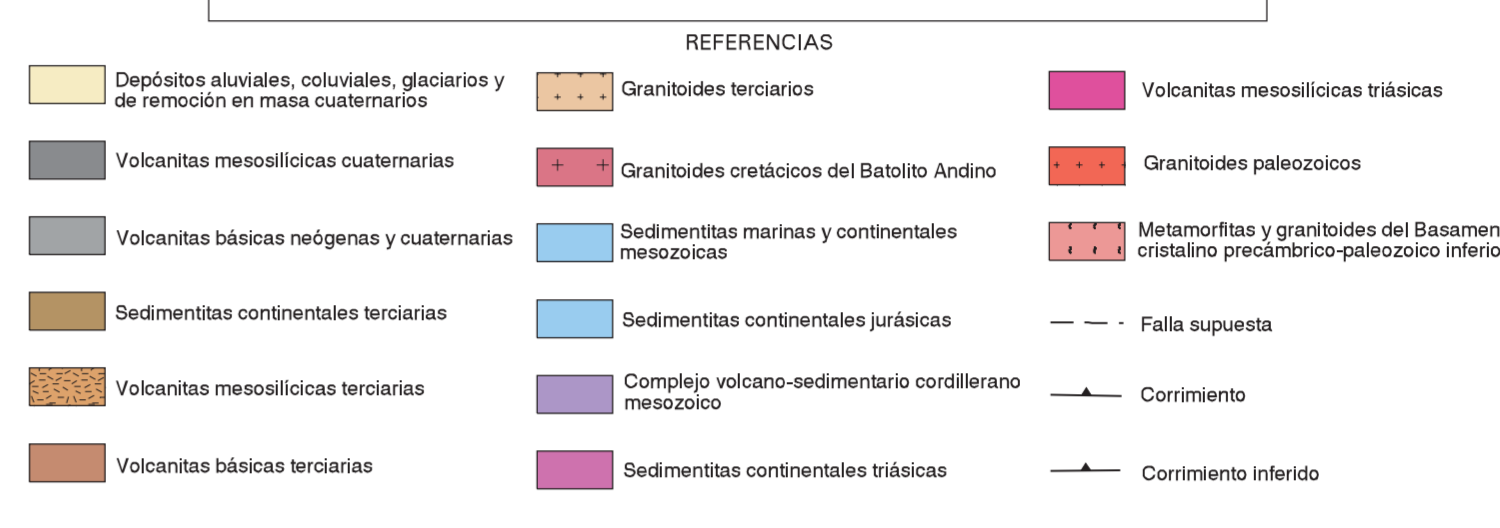 REFERENCIAS
Depósitos aluviales, coluviales, glaciarios y
de remoción en masa cuaternarios
Volcanitas mesosilícicas cuaternarias
Volcanitas básicas neógenas y cuaternarias
Sedimentitas continentales terciarias
Volcanitas mesosilícicas terciarias
Volcanitas básicas terciarias
Granitoides terciarios
Granitoides cretácicos del Batolito Andino
Sedimentitas marinas y continentales
mesozoicas
Sedimentitas continentales jurásicas
Complejo volcano-sedimentario cordillerano
mesozoico
Sedimentitas continentales triásicas
Volcanitas mesosilícicas triásicas
Granitoides paleozoicos
Metamorfitas y granitoides del Basamen
cristalino precámbrico-paleozoico inferio
Falla supuesta
Corrimiento
Corrimiento inferido